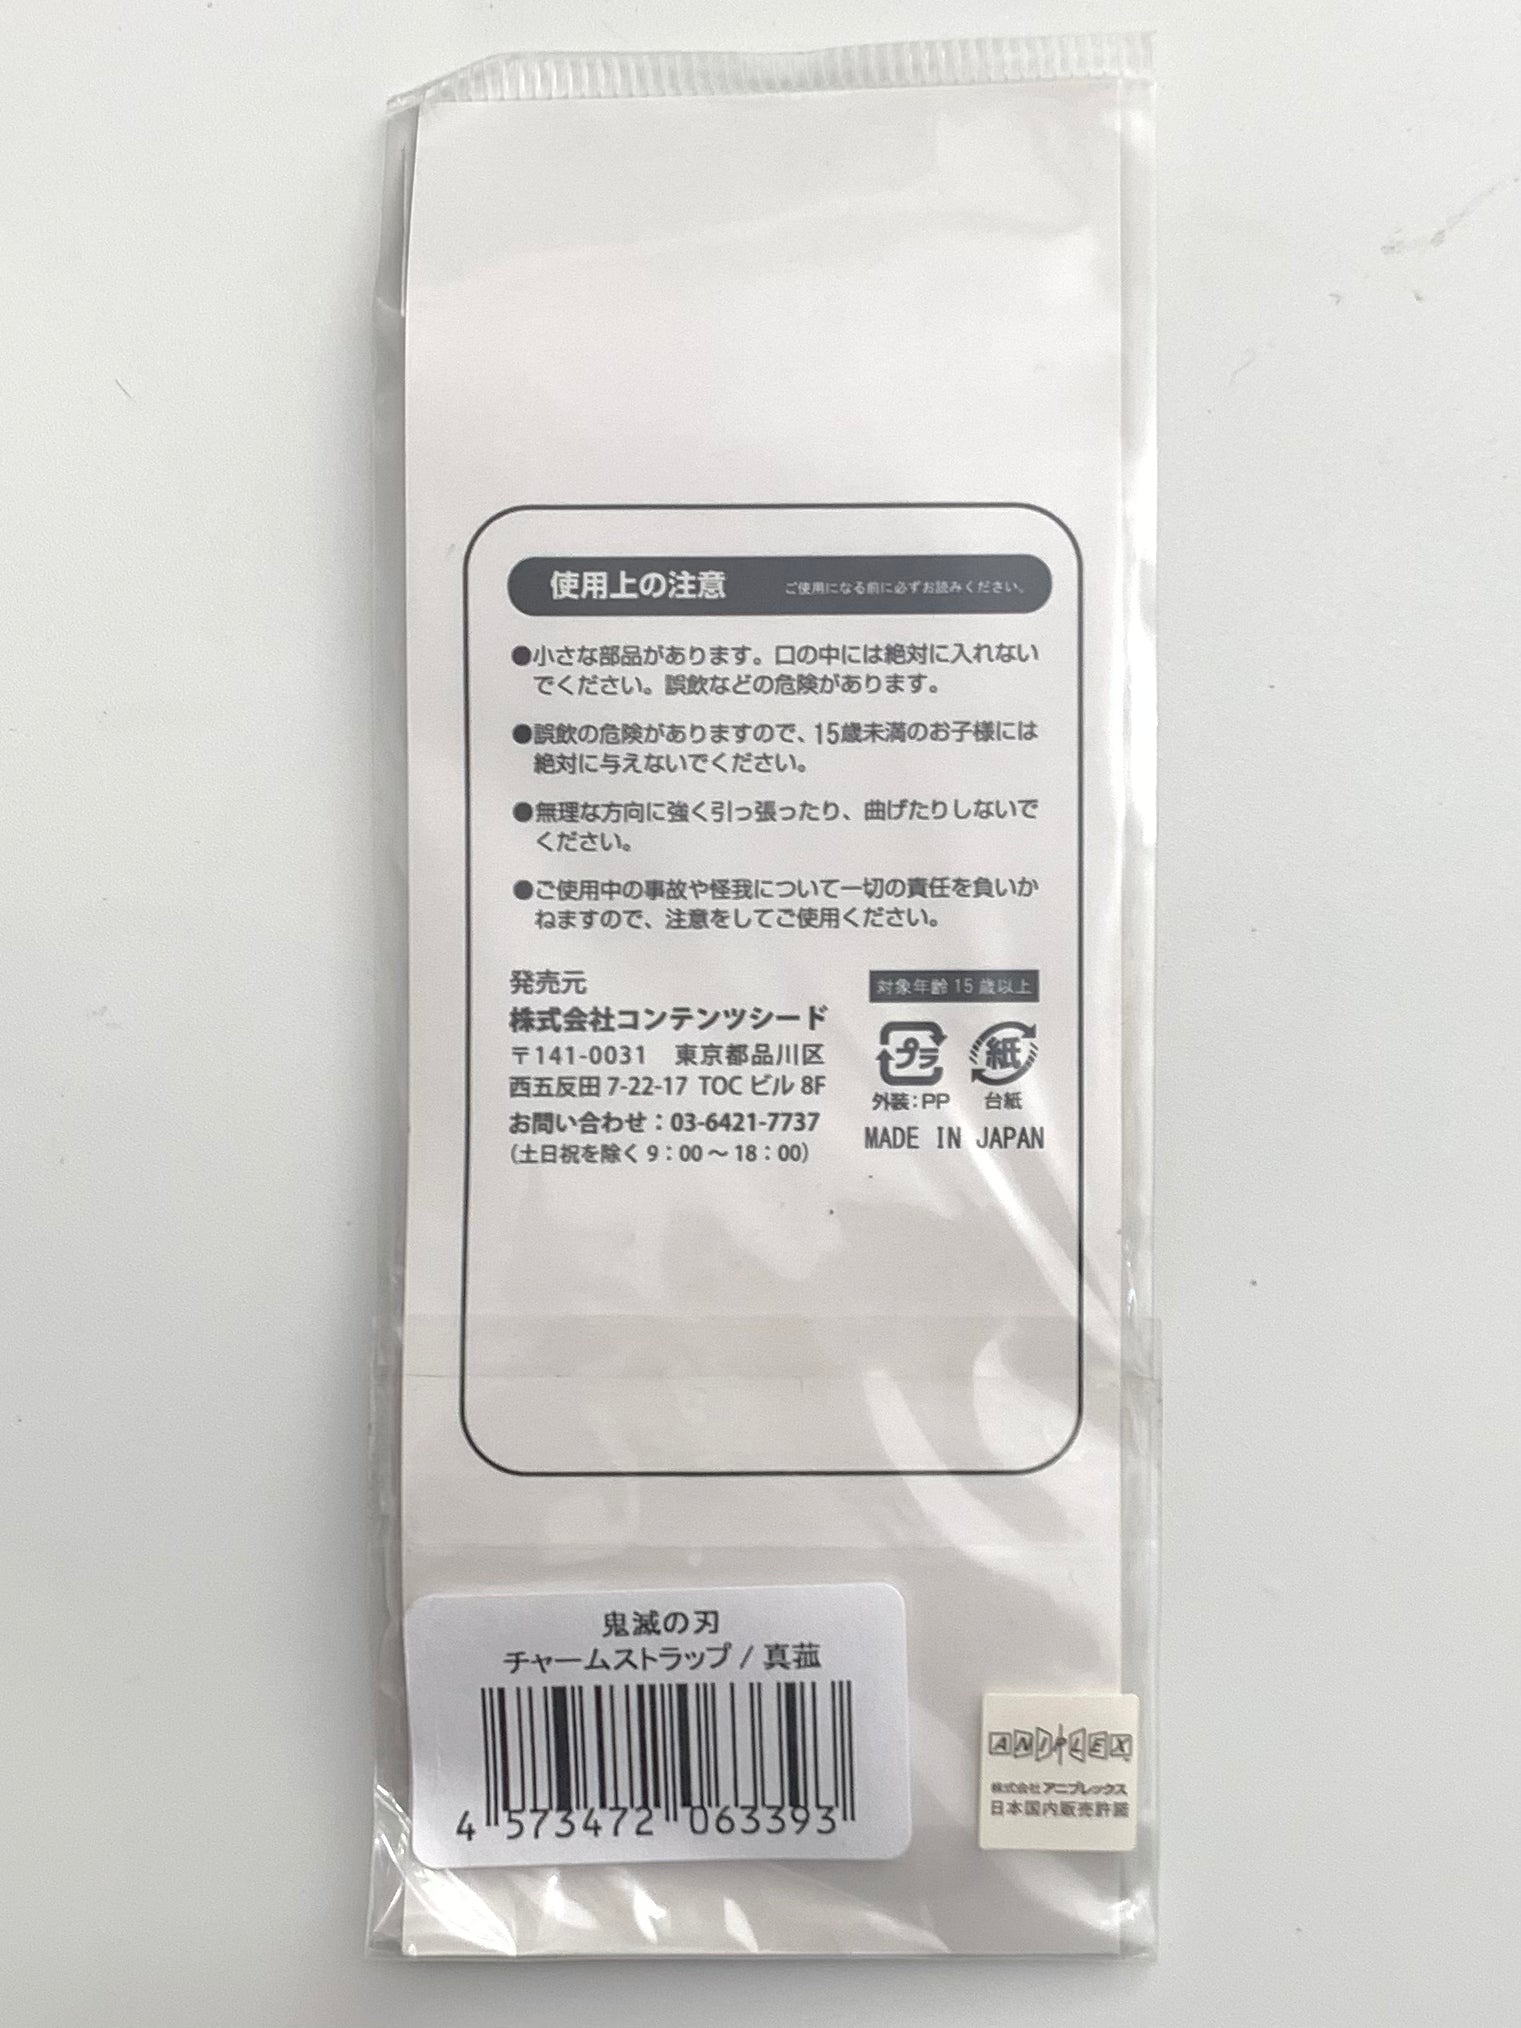 使用上の注意 ご使用になる前に必ずお読みください。
●小さな部品があります。口の中には絶対に入れない
でください。誤飲などの危険があります。
●誤飲の危険がありますので、15歳未満のお子様には
絶対に与えないでください。
●無理な方向に強く引っ張ったり、曲げたりしないで
ください。
●ご使用中の事故や怪我について一切の責任を負いか
ねますので、注意をしてご使用ください。
発売元
株式会社コンテンツシード
〒141-0031 東京都品川区
西五反田 7-22-17 TOC ビル 8F
お問い合わせ：03-6421-7737
(土日祝を除く 9：00～18：00)
対象年齢 15 歳以上
プラ 紙
外装：PP 台紙
MADE IN JAPAN
鬼滅の刃
チャームストラップ / 真菰
4 573472 063393
ANIPLEX
株式会社 アニプレックス
日本国内販売許諾